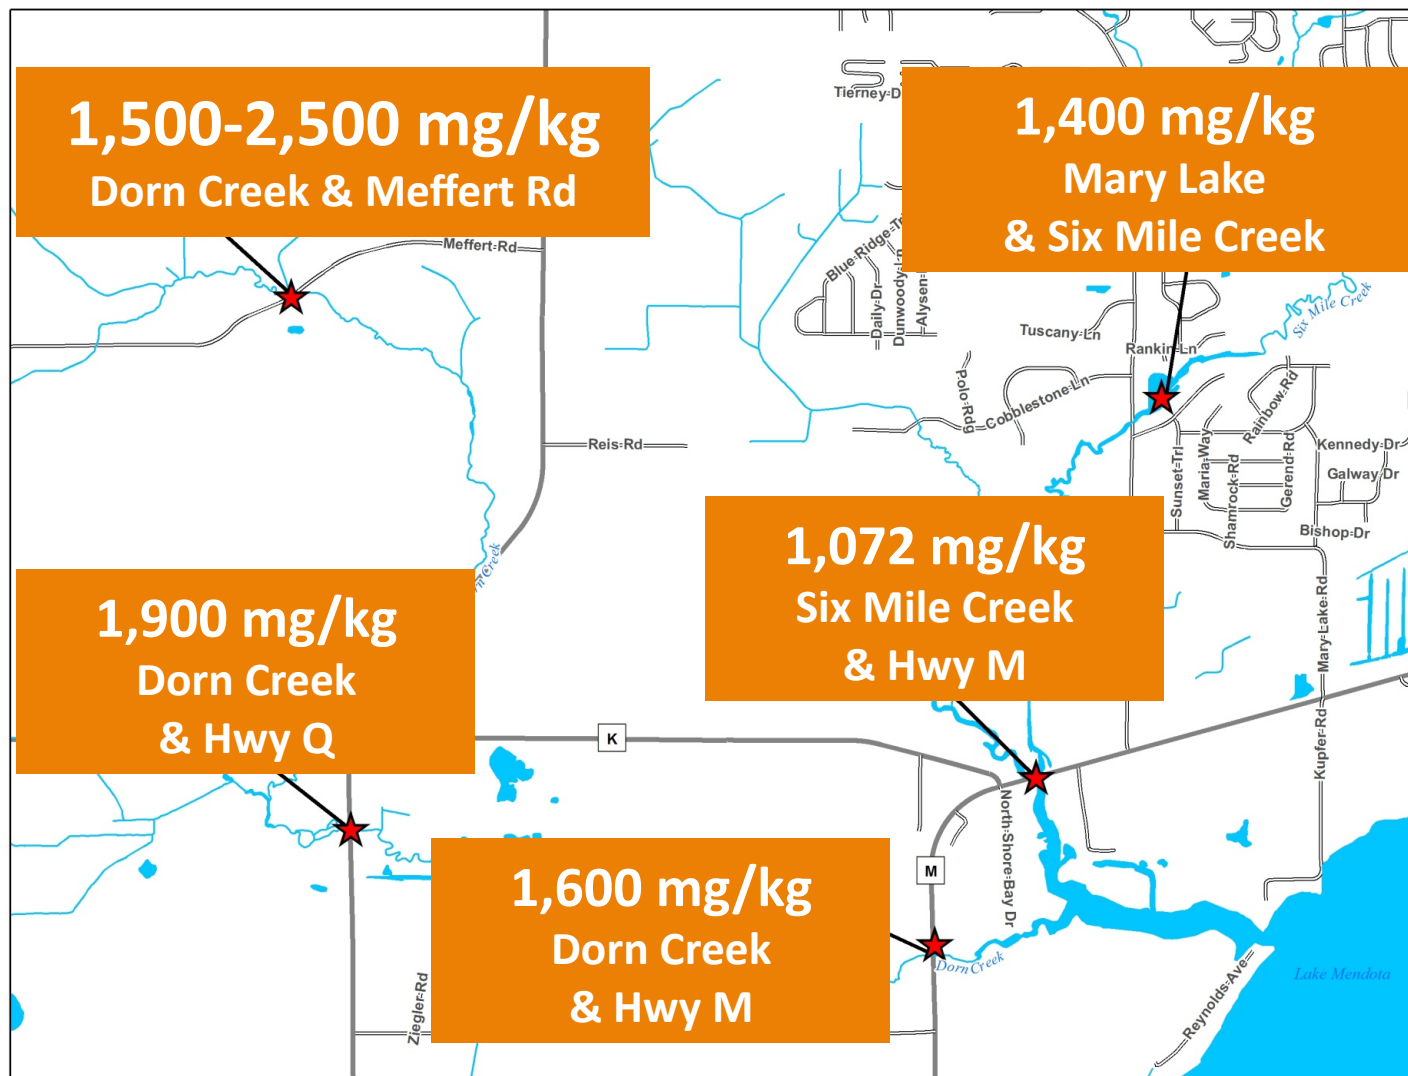 1,500-2,500 mg/kg
Dorn Creek & Meffert Rd
1,400 mg/kg
Mary Lake
& Six Mile Creek
Meffert Rd
Blue Ridge Tr
Daily Dr
Dunwoody Ln
Alysen
Tuscany Ln
Rankin Ln
Six Mile Creek
Polo Rdg
Cobblestone Ln
Reis Rd
Sunset Trl
Maria Way
Shamrock Rd
Rainbow Rd
Gerend Rd
Kennedy Dr
Galway Dr
Bishop Dr
Creek
1,072 mg/kg
Six Mile Creek
& Hwy M
1,900 mg/kg
Dorn Creek
& Hwy Q
Mary Lake Rd
Kupfer Rd
K
M
North Shore Bay Dr
1,600 mg/kg
Dorn Creek
& Hwy M
Dorn Creek
Ziegler Rd
Reynolds Ave
Lake Mendota